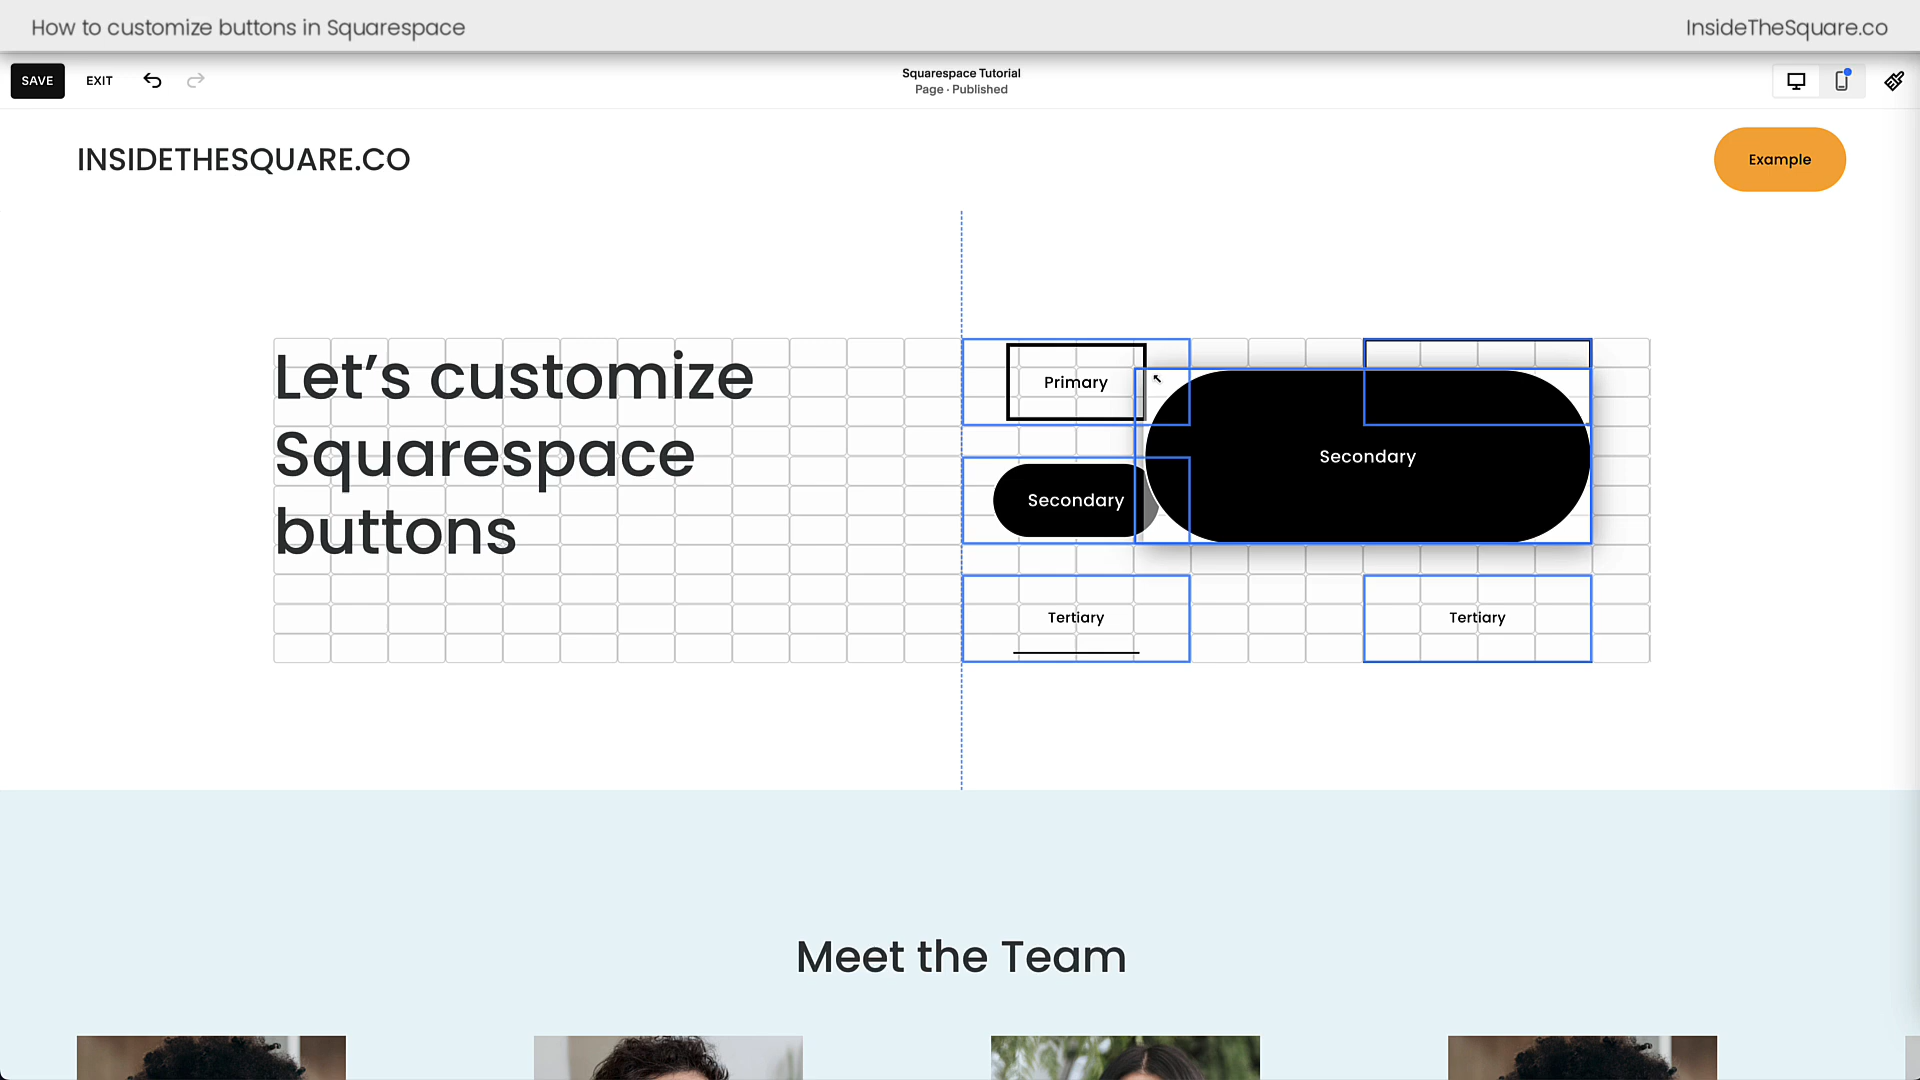 How to customize buttons in Squarespace
InsideTheSquare.co
SAVE
EXIT
Squarespace Tutorial
Page · Published
INSIDETHESQUARE.CO
Example
Let’s customize
Squarespace
buttons
Primary
Secondary
Secondary
Tertiary
Tertiary
Meet the Team